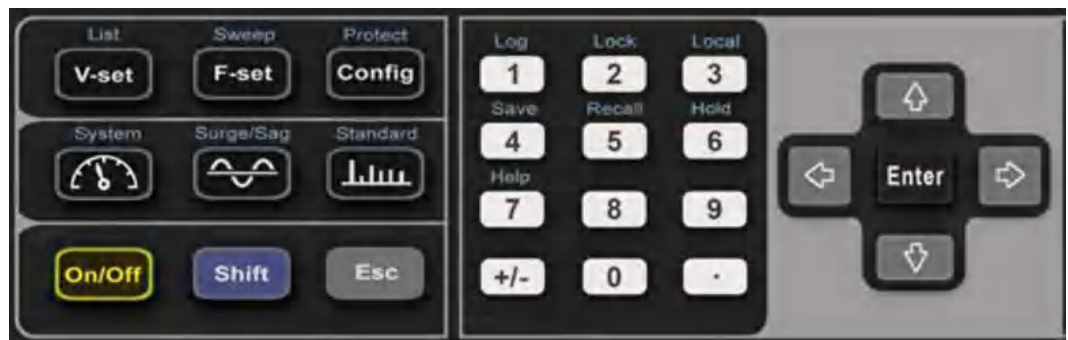 List Sweep Protect
V-set F-set Config
System Surge/Sag Standard
On/Off Shift Esc
Log Lock Local
1 2 3
Save Recall Hold
4 5 6
Help
7 8 9
+/- 0 .
Enter